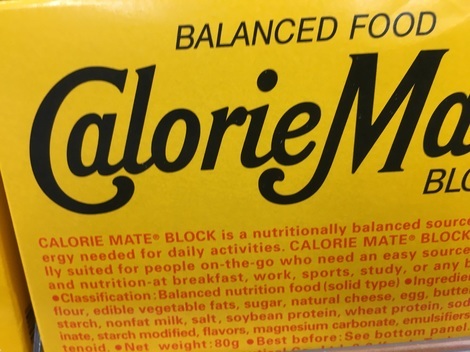 BALANCED FOOD
CalorieMa
BLO
CALORIE MATE® BLOCK is a nutritionally balanced source
ergy needed for daily activities. CALORIE MATE® BLOCK
lly suited for people on-the-go who need an easy source
and nutrition-at breakfast, work, sports, study, or any b
●Classification: Balanced nutrition food (solid type) ●Ingredie
flour, edible vegetable fats, sugar, natural cheese, egg, butte
starch, nonfat milk, salt, soybean protein, wheat protein, sod
inate, starch modified, flavors, magnesium carbonate, emulsifiers
tenoid. ●Net weight: 80g ●Best before: See bottom panel